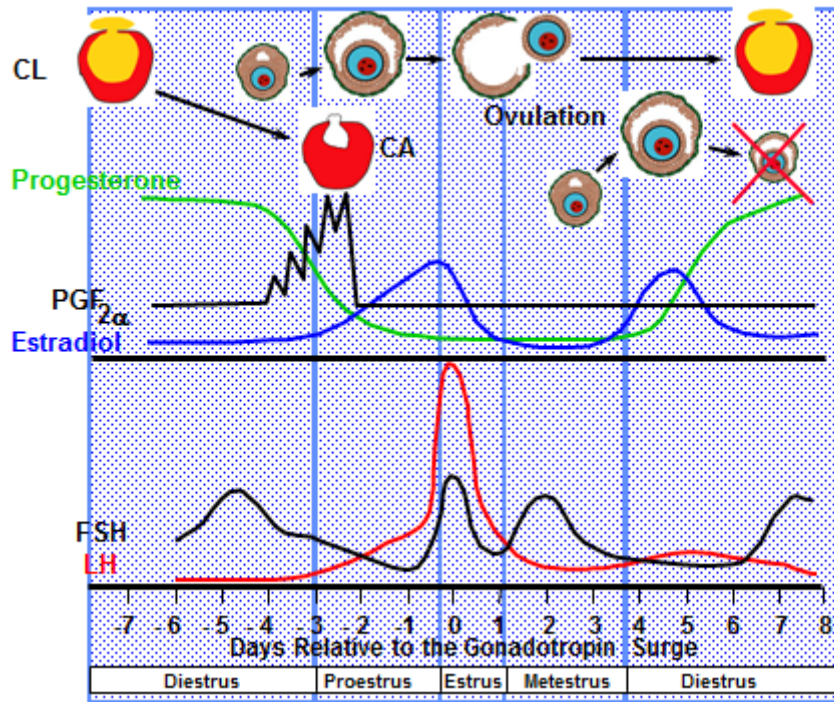 CL
Ovulation
CA
Progesterone
PGF2α
Estradiol
FSH
LH
-7 -6 -5 -4 -3 -2 -1 0 1 2 3 4 5 6 7 8
Days Relative to the Gonadotropin Surge
Diestrus Proestrus Estrus Metestrus Diestrus